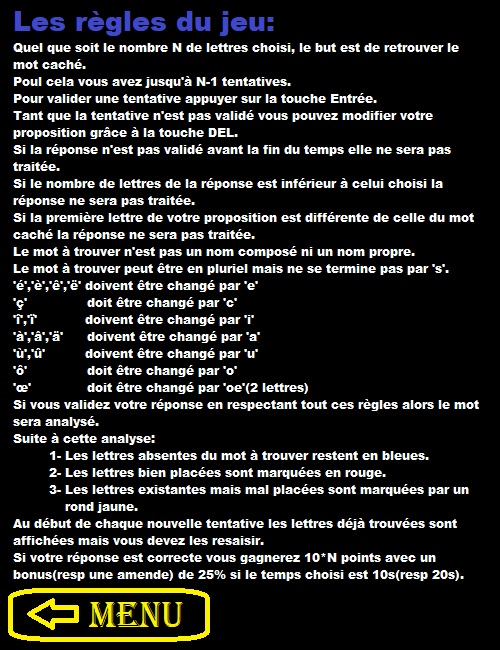 Les règles du jeu:
Quel que soit le nombre N de lettres choisi, le but est de retrouver le
mot caché.
Poul cela vous avez jusqu'à N-1 tentatives.
Pour valider une tentative appuyer sur la touche Entrée.
Tant que la tentative n'est pas validé vous pouvez modifier votre
proposition grâce à la touche DEL.
Si la réponse n'est pas validé avant la fin du temps elle ne sera pas
traitée.
Si le nombre de lettres de la réponse est inférieur à celui choisi la
réponse ne sera pas traitée.
Si la première lettre de votre proposition est différente de celle du mot
caché la réponse ne sera pas traitée.
Le mot à trouver n'est pas un nom composé ni un nom propre.
Le mot à trouver peut être en pluriel mais ne se termine pas par 's'.
'é','è','ê','ë' doivent être changé par 'e'
'ç' doit être changé par 'c'
'î','ï' doivent être changé par 'i'
'à','â','ä' doivent être changé par 'a'
'ù','û' doivent être changé par 'u'
'ô' doit être changé par 'o'
'œ' doit être changé par 'oe'(2 lettres)
Si vous validez votre réponse en respectant tout ces règles alors le mot
sera analysé.
Suite à cette analyse:
1- Les lettres absentes du mot à trouver restent en bleues.
2- Les lettres bien placées sont marquées en rouge.
3- Les lettres existantes mais mal placées sont marquées par un
rond jaune.
Au début de chaque nouvelle tentative les lettres déjà trouvées sont
affichées mais vous devez les resaisir.
Si votre réponse est correcte vous gagnerez 10*N points avec un
bonus(resp une amende) de 25% si le temps choisi est 10s(resp 20s).
MENU